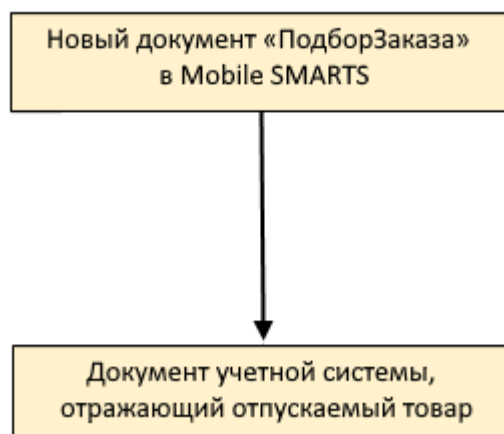 Новый документ «ПодборЗаказа»
в Mobile SMARTS
Документ учетной системы,
отражающий отпускаемый товар